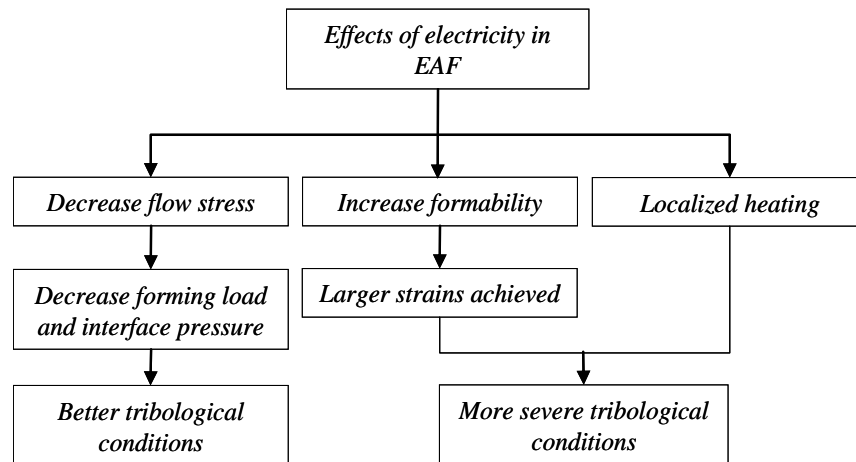 Effects of electricity in
EAF
Decrease flow stress
Increase formability
Localized heating
Decrease forming load
and interface pressure
Larger strains achieved
Better tribological
conditions
More severe tribological
conditions